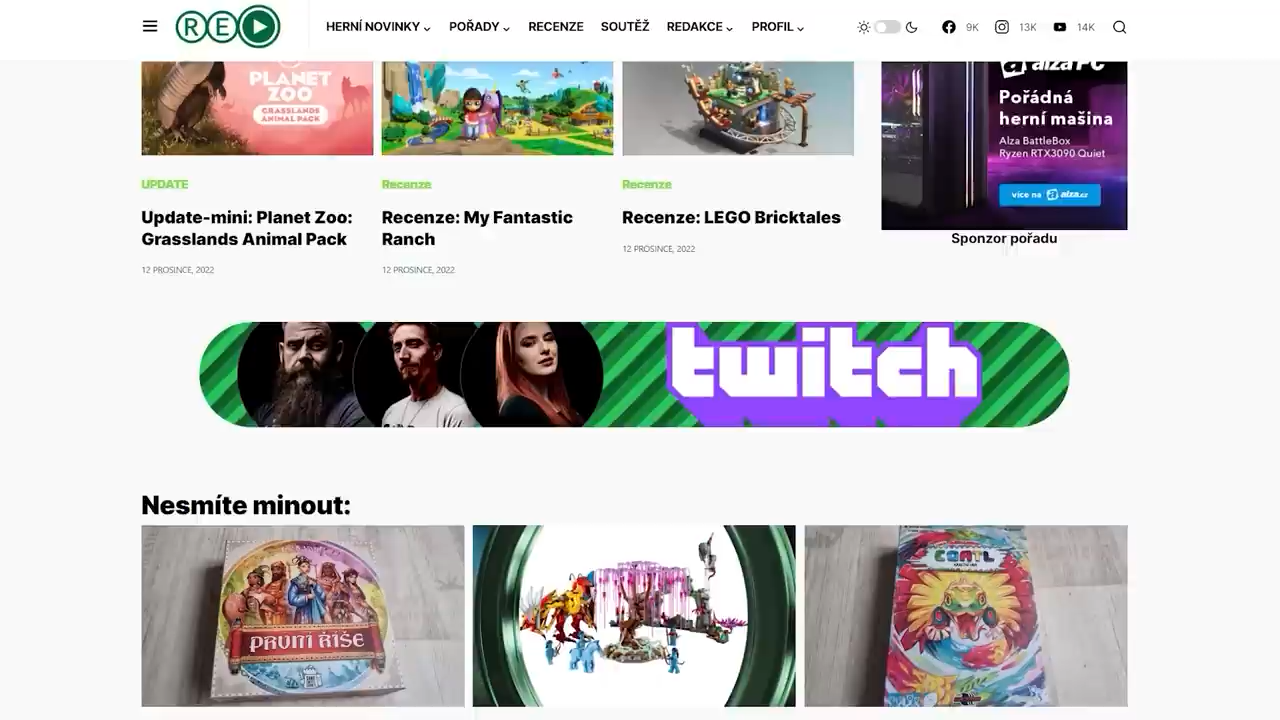 RE
HERNÍ NOVINKY
POŘADY
RECENZE
SOUTĚŽ
REDAKCE
PROFIL
9K
13K
14K
PLANET
ZOO
GRASSLANDS
ANIMAL PACK
alza PC
Pořádná
herní mašina
Alza BattleBox
Ryzen RTX3090 Quiet
více na alza.cz
Sponzor pořadu
UPDATE
Update-mini: Planet Zoo:
Grasslands Animal Pack
12 PROSINCE, 2022
Recenze
Recenze: My Fantastic
Ranch
12 PROSINCE, 2022
Recenze
Recenze: LEGO Bricktales
12 PROSINCE, 2022
twitch
Nesmíte minout:
PRVNÍ ŘÍŠE
COATL